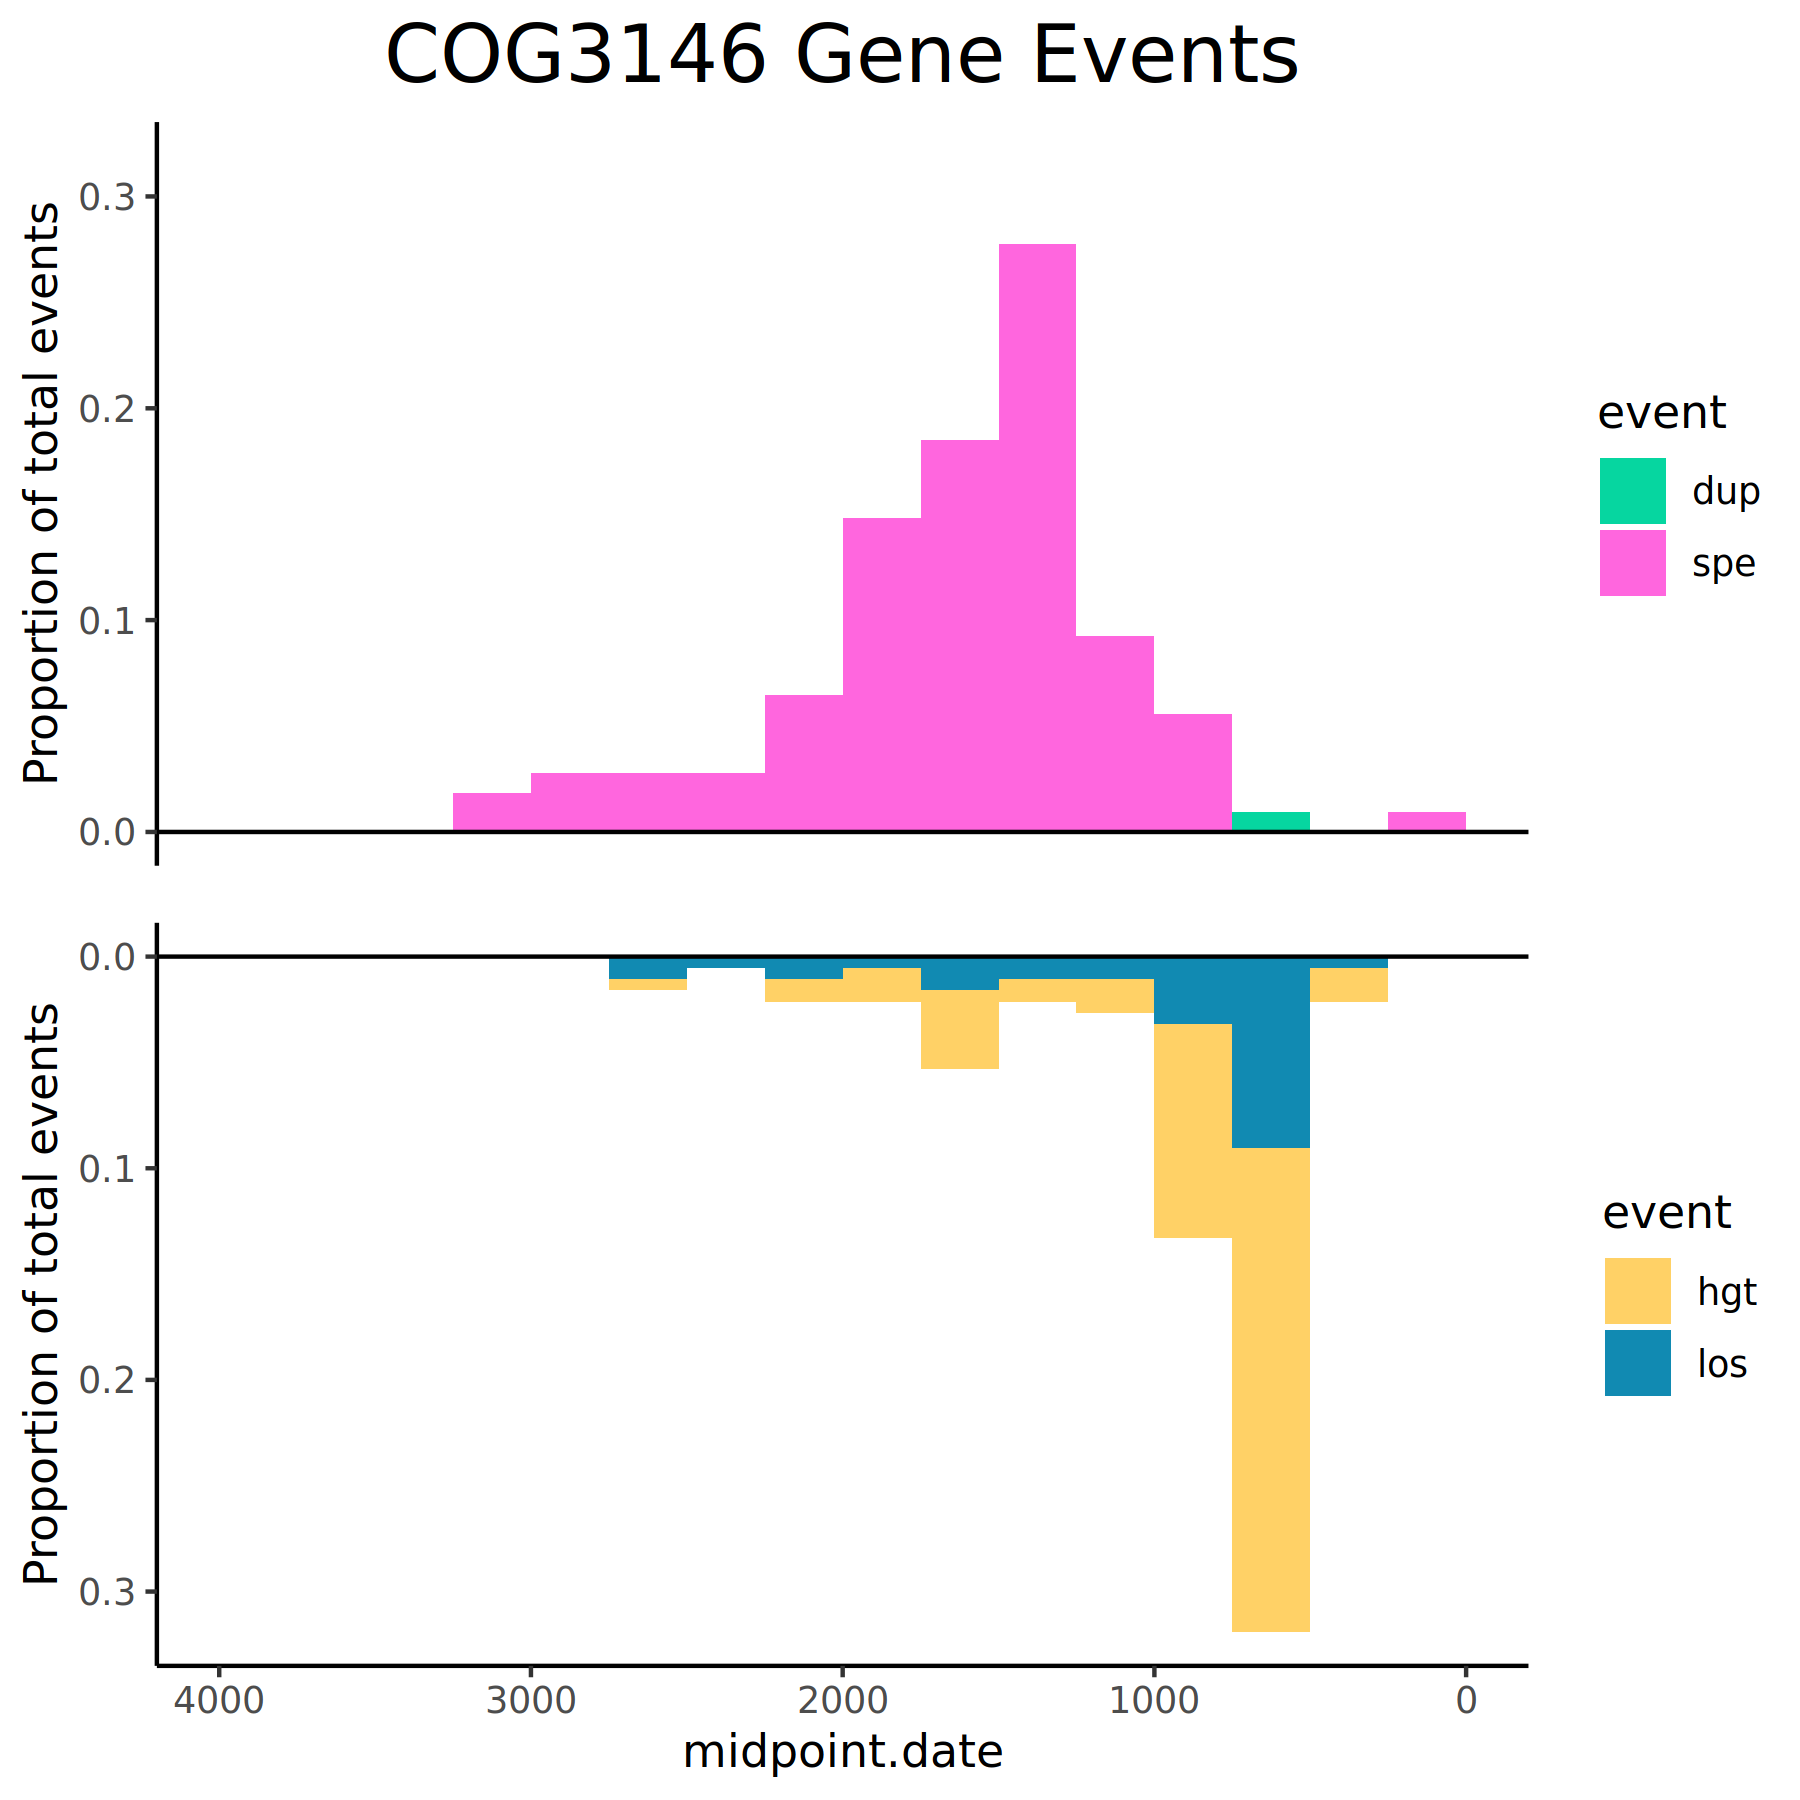 COG3146 Gene Events
Proportion of total events
0.3
0.2
0.1
0.0
event
dup
spe
Proportion of total events
0.0
0.1
0.2
0.3
event
hgt
los
4000 3000 2000 1000 0
midpoint.date